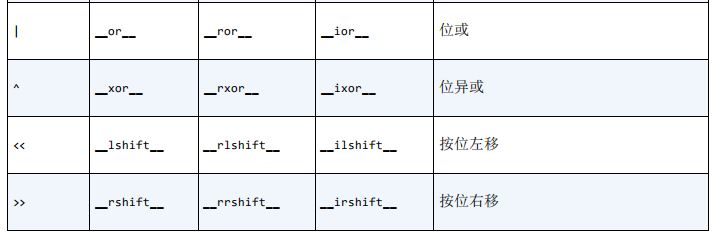 | __or__ __ror__ __ior__ 位或
^ __xor__ __rxor__ __ixor__ 位异或
<< __lshift__ __rlshift__ __ilshift__ 按位左移
>> __rshift__ __rrshift__ __irshift__ 按位右移